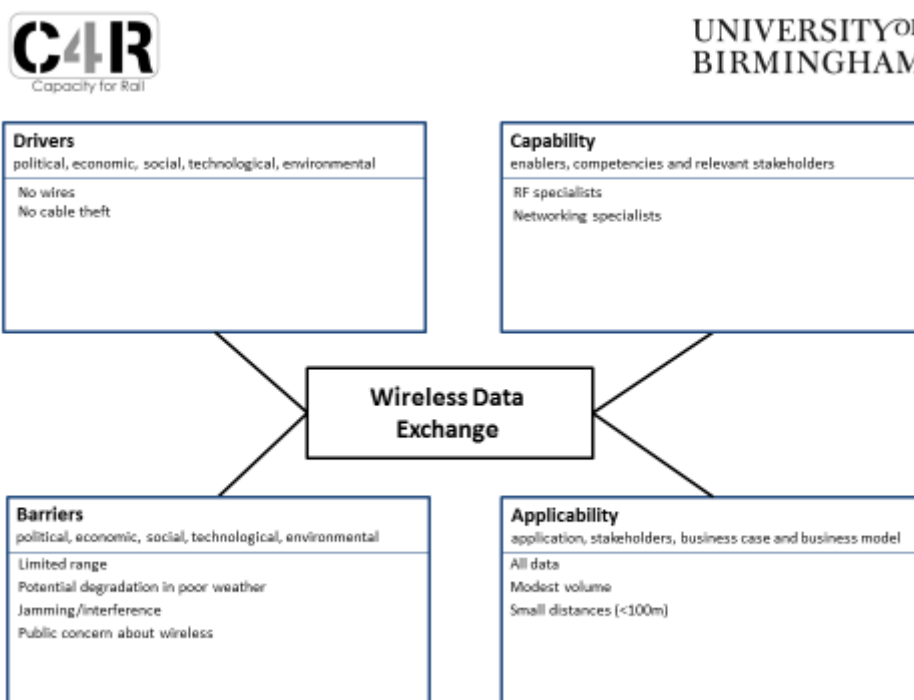 C4R
Capacity for Rail
UNIVERSITY OF
BIRMINGHAM
Drivers
political, economic, social, technological, environmental
No wires
No cable theft
Capability
enablers, competencies and relevant stakeholders
RF specialists
Networking specialists
Wireless Data
Exchange
Barriers
political, economic, social, technological, environmental
Limited range
Potential degradation in poor weather
Jamming/interference
Public concern about wireless
Applicability
application, stakeholders, business case and business model
All data
Modest volume
Small distances (<100m)